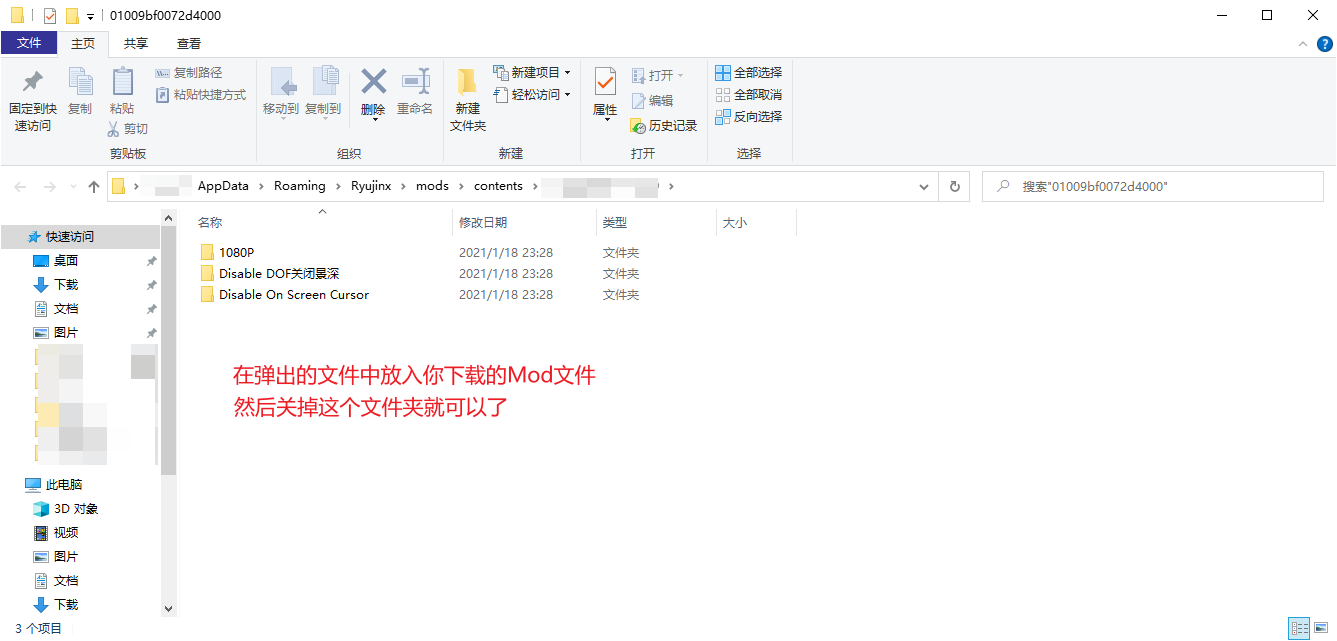 01009bf0072d4000
文件 主页 共享 查看
固定到快
速访问
复制
粘贴
复制路径
粘贴快捷方式
剪切
剪贴板
移动到 复制到 删除 重命名
组织
新建
文件夹
新建项目
轻松访问
新建
属性
打开
编辑
历史记录
打开
全部选择
全部取消
反向选择
选择
AppData Roaming Ryujinx mods contents
搜索"01009bf0072d4000"
快速访问
桌面
下载
文档
图片
此电脑
3D 对象
视频
图片
文档
下载
名称 修改日期 类型 大小
1080P 2021/1/18 23:28 文件夹
Disable DOF关闭景深 2021/1/18 23:28 文件夹
Disable On Screen Cursor 2021/1/18 23:28 文件夹
在弹出的文件中放入你下载的Mod文件
然后关掉这个文件夹就可以了
3 个项目